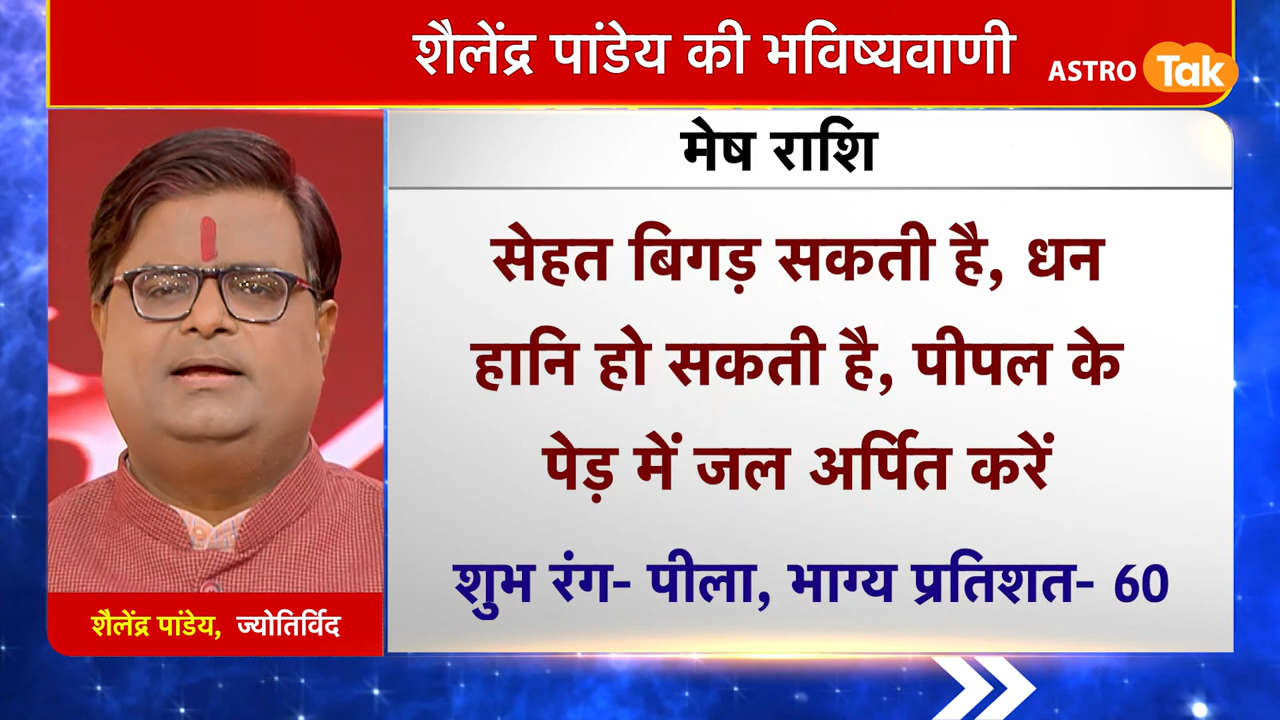 शैलेंद्र पांडेय की भविष्यवाणी
ASTRO Tak
मेष राशि
सेहत बिगड़ सकती है, धन
हानि हो सकती है, पीपल के
पेड़ में जल अर्पित करें
शुभ रंग- पीला, भाग्य प्रतिशत- 60
शैलेंद्र पांडेय, ज्योतिर्विद